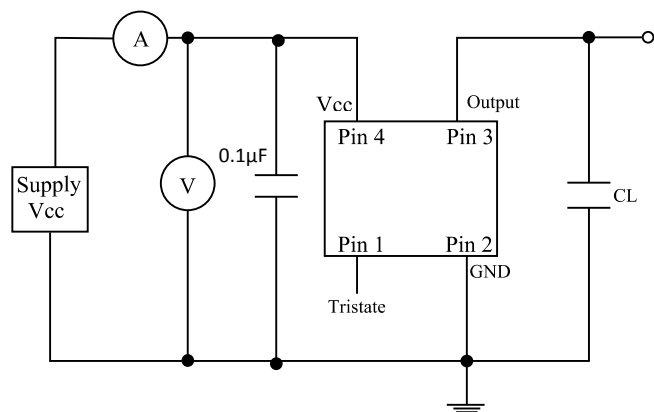 A
Vcc
Output
Pin 4
Pin 3
0.1µF
Supply
Vcc
V
CL
Pin 1
Pin 2
GND
Tristate